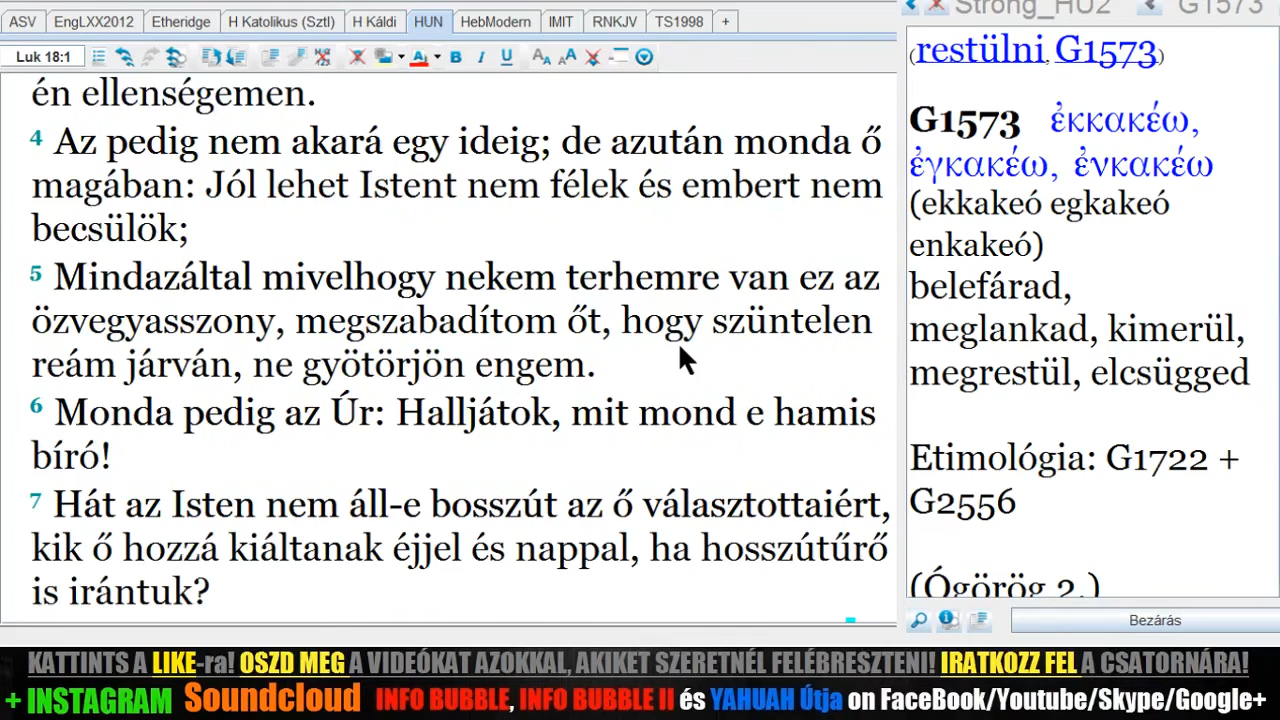 ASV EngLXX2012 Etheridge H Katolikus (Sztl) H Káldi HUN HebModern IMIT RNKJV TS1998 +
Luk 18:1
én ellenségemen.
4 Az pedig nem akará egy ideig; de azután monda ő
magában: Jól lehet Istent nem félek és embert nem
becsülök;
5 Mindazáltal mivelhogy nekem terhemre van ez az
özvegyasszony, megszabadítom őt, hogy szüntelen
reám járván, ne gyötörjön engem.
6 Monda pedig az Úr: Halljátok, mit mond e hamis
bíró!
7 Hát az Isten nem áll-e bosszút az ő választottaiért,
kik ő hozzá kiáltanak éjjel és nappal, ha hosszútűrő
is irántuk?
Strong_HU2 G1573
(restülni, G1573)
G1573 ἐκκακέω,
ἐγκακέω, ἐνκακέω
(ekkakeó egkakeó
enkakeó)
belefárad,
meglankad, kimerül,
megrestül, elcsügged
Etimológia: G1722 +
G2556
(Ógörög 2.)
Bezárás
KATTINTS A LIKE-ra! OSZD MEG A VIDEÓKAT AZOKKAL, AKIKET SZERETNÉL FELÉBRESZTENI! IRATKOZZ FEL A CSATORNÁRA!
+ INSTAGRAM Soundcloud INFO BUBBLE, INFO BUBBLE II és YAHUAH Útja on FaceBook/Youtube/Skype/Google+